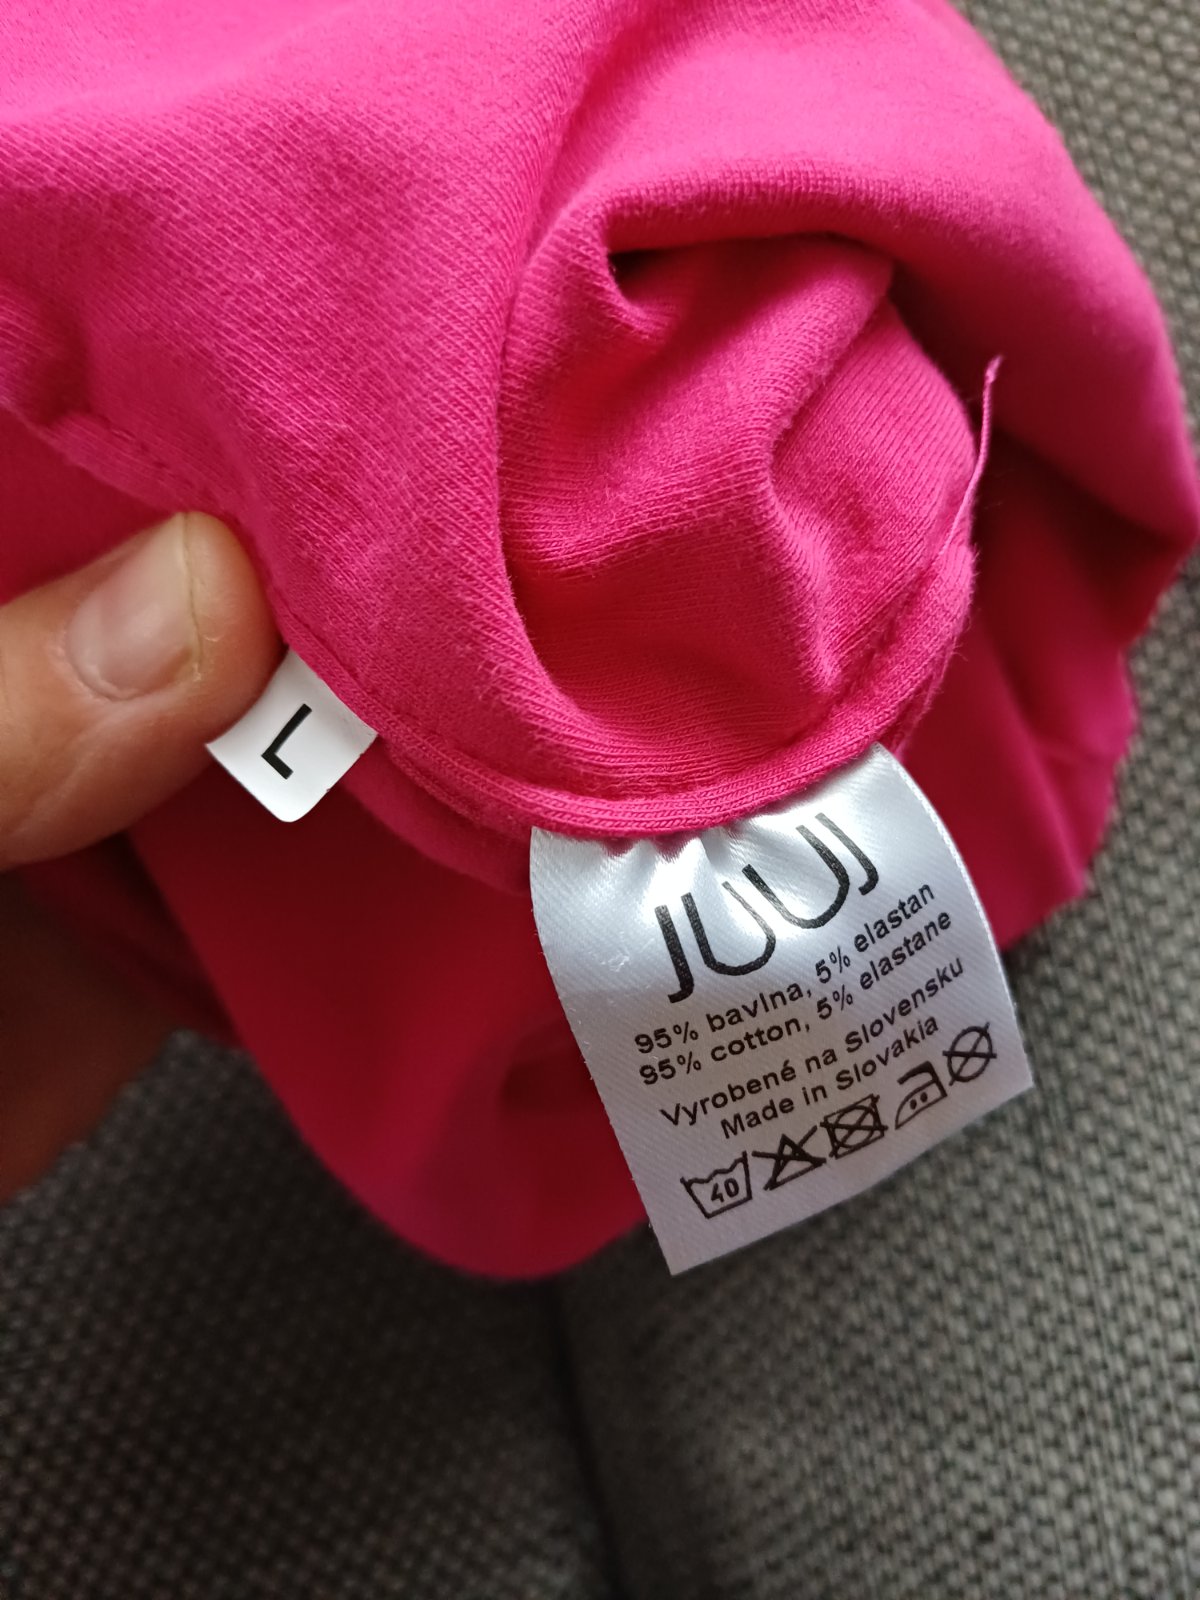 L
JUUJ
95% bavlna, 5% elastan
95% cotton, 5% elastane
Vyrobené na Slovensku
Made in Slovakia
40